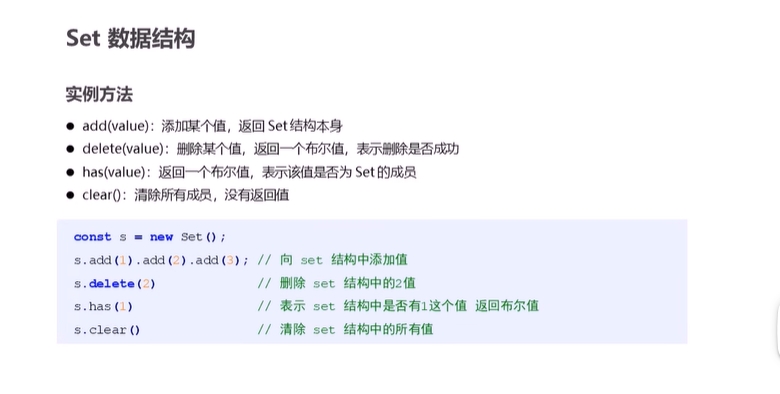 Set 数据结构
实例方法
● add(value)：添加某个值，返回 Set 结构本身
● delete(value)：删除某个值，返回一个布尔值，表示删除是否成功
● has(value)：返回一个布尔值，表示该值是否为 Set 的成员
● clear()：清除所有成员，没有返回值
const s = new Set();
s.add(1).add(2).add(3); // 向 set 结构中添加值
s.delete(2) // 删除 set 结构中的2值
s.has(1) // 表示 set 结构中是否有1这个值 返回布尔值
s.clear() // 清除 set 结构中的所有值